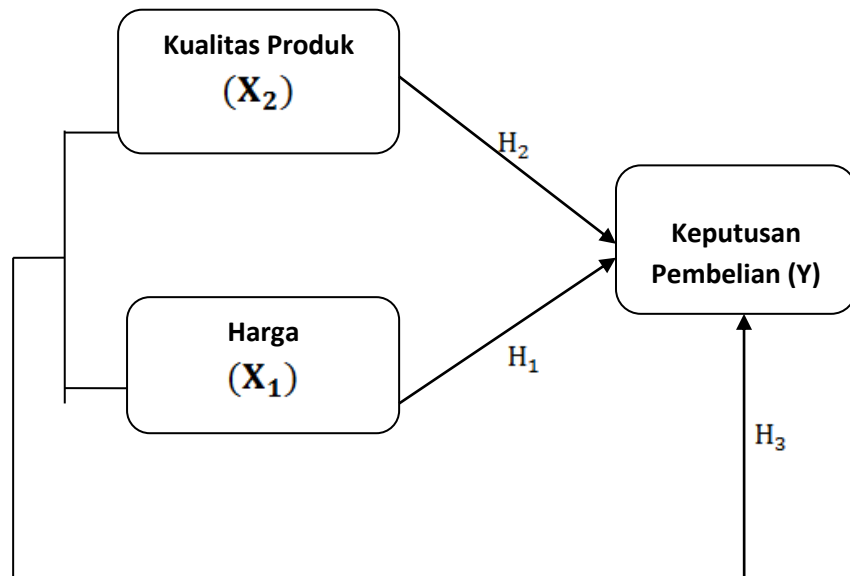 Kualitas Produk
(X₂)
H₂
Keputusan
Pembelian (Y)
Harga
(X₁)
H₁
H₃